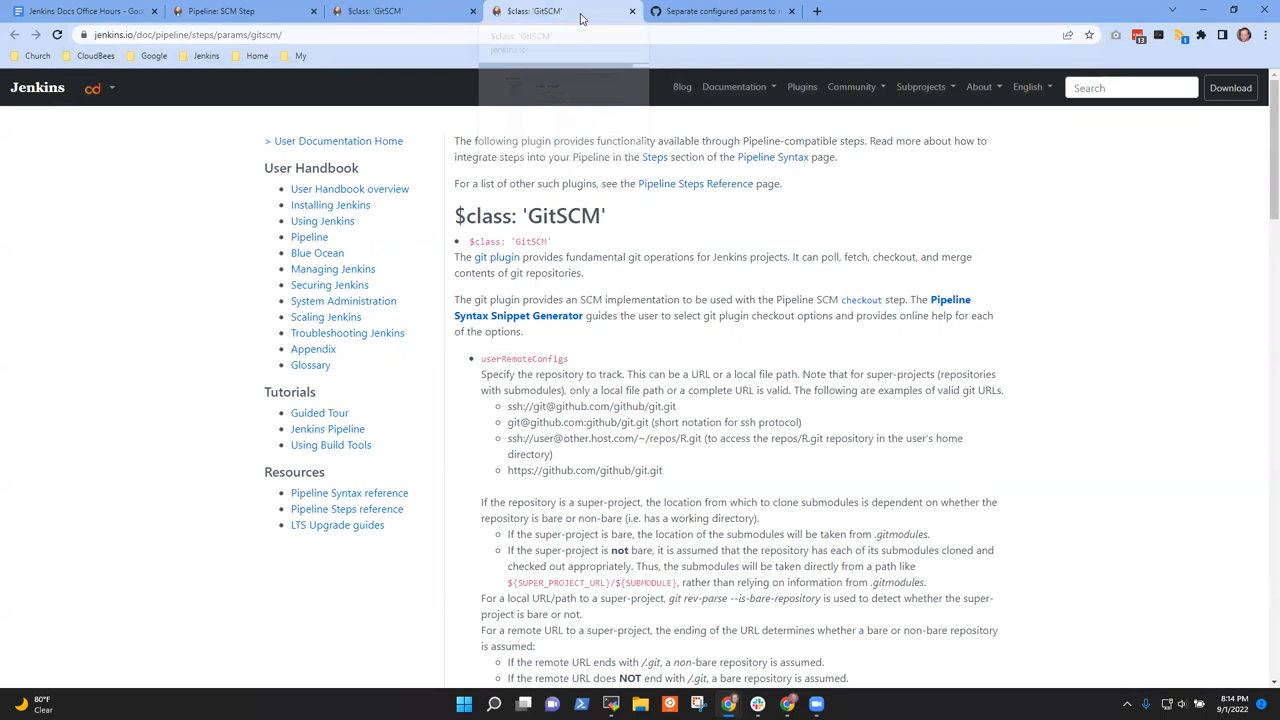 Jenkins Docs Office Hours - Goo
Pipeline: SCM Step
$class: 'GitSCM'
$class: 'GitSCM'
Separate configured params to n
jenkins.io/doc/pipeline/steps/params/gitscm/
13
1
Church
CloudBees
Google
Jenkins
Home
My
$class: 'GitSCM'
jenkins.io
Jenkins
cd
Blog
Documentation
Plugins
Community
Subprojects
About
English
Search
Download
> User Documentation Home
User Handbook
User Handbook overview
Installing Jenkins
Using Jenkins
Pipeline
Blue Ocean
Managing Jenkins
Securing Jenkins
System Administration
Scaling Jenkins
Troubleshooting Jenkins
Appendix
Glossary
Tutorials
Guided Tour
Jenkins Pipeline
Using Build Tools
Resources
Pipeline Syntax reference
Pipeline Steps reference
LTS Upgrade guides
The following plugin provides functionality available through Pipeline-compatible steps. Read more about how to
integrate steps into your Pipeline in the Steps section of the Pipeline Syntax page.
For a list of other such plugins, see the Pipeline Steps Reference page.
$class: 'GitSCM'
$class: 'GitSCM'
The git plugin provides fundamental git operations for Jenkins projects. It can poll, fetch, checkout, and merge
contents of git repositories.
The git plugin provides an SCM implementation to be used with the Pipeline SCM checkout step. The Pipeline
Syntax Snippet Generator guides the user to select git plugin checkout options and provides online help for each
of the options.
userRemoteConfigs
Specify the repository to track. This can be a URL or a local file path. Note that for super-projects (repositories
with submodules), only a local file path or a complete URL is valid. The following are examples of valid git URLs.
ssh://git@github.com/github/git.git
git@github.com:github/git.git (short notation for ssh protocol)
ssh://user@other.host.com/~/repos/R.git (to access the repos/R.git repository in the user's home
directory)
https://github.com/github/git.git
If the repository is a super-project, the location from which to clone submodules is dependent on whether the
repository is bare or non-bare (i.e. has a working directory).
If the super-project is bare, the location of the submodules will be taken from .gitmodules.
If the super-project is not bare, it is assumed that the repository has each of its submodules cloned and
checked out appropriately. Thus, the submodules will be taken directly from a path like
${SUPER_PROJECT_URL}/${SUBMODULE}, rather than relying on information from .gitmodules.
For a local URL/path to a super-project, git rev-parse --is-bare-repository is used to detect whether the super-
project is bare or not.
For a remote URL to a super-project, the ending of the URL determines whether a bare or non-bare repository
is assumed:
If the remote URL ends with /.git, a non-bare repository is assumed.
If the remote URL does NOT end with /.git, a bare repository is assumed.
80°F
Clear
8:14 PM
9/1/2022
2